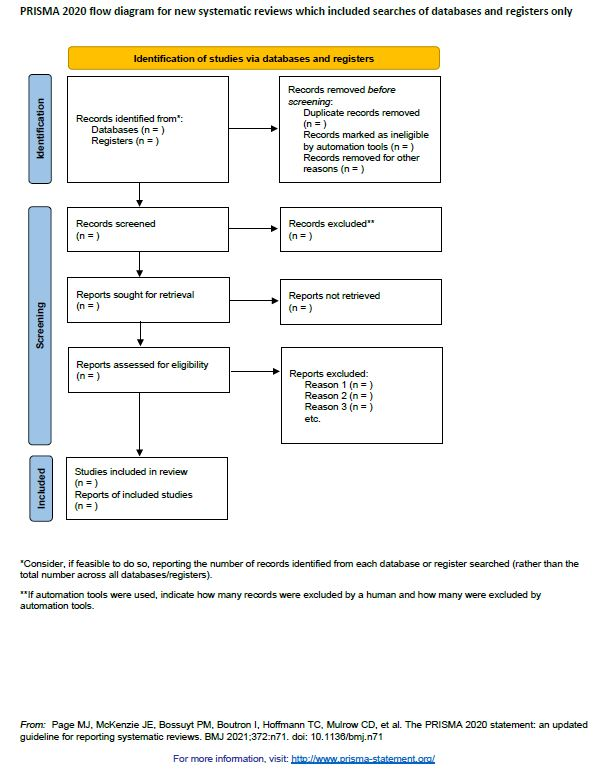 PRISMA 2020 flow diagram for new systematic reviews which included searches of databases and registers only
Identification of studies via databases and registers
Identification
Records identified from*:
Databases (n = )
Registers (n = )
Records removed before
screening:
Duplicate records removed
(n = )
Records marked as ineligible
by automation tools (n = )
Records removed for other
reasons (n = )
Screening
Records screened
(n = )
Records excluded**
(n = )
Reports sought for retrieval
(n = )
Reports not retrieved
(n = )
Reports assessed for eligibility
(n = )
Reports excluded:
Reason 1 (n = )
Reason 2 (n = )
Reason 3 (n = )
etc.
Included
Studies included in review
(n = )
Reports of included studies
(n = )
*Consider, if feasible to do so, reporting the number of records identified from each database or register searched (rather than the
total number across all databases/registers).
**If automation tools were used, indicate how many records were excluded by a human and how many were excluded by
automation tools.
From: Page MJ, McKenzie JE, Bossuyt PM, Boutron I, Hoffmann TC, Mulrow CD, et al. The PRISMA 2020 statement: an updated
guideline for reporting systematic reviews. BMJ 2021;372:n71. doi: 10.1136/bmj.n71
For more information, visit: http://www.prisma-statement.org/